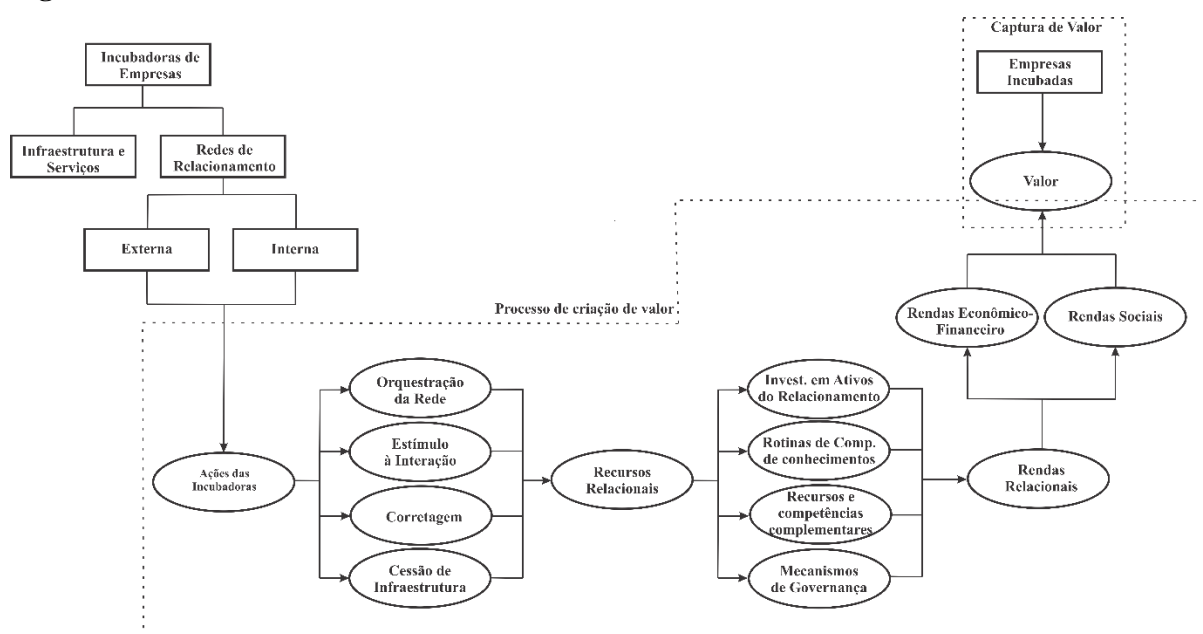 Captura de Valor
Incubadoras de
Empresas
Empresas
Incubadas
Infraestrutura e
Serviços
Redes de
Relacionamento
Valor
Externa
Interna
Processo de criação de valor
Rendas Econômico-
Financeiro
Rendas Sociais
Orquestração
da Rede
Invest. em Ativos
do Relacionamento
Estímulo
à Interação
Rotinas de Comp.
de conhecimentos
Ações das
Incubadoras
Recursos
Relacionais
Rendas
Relacionais
Corretagem
Recursos e
competências
complementares
Cessão de
Infraestrutura
Mecanismos
de Governança